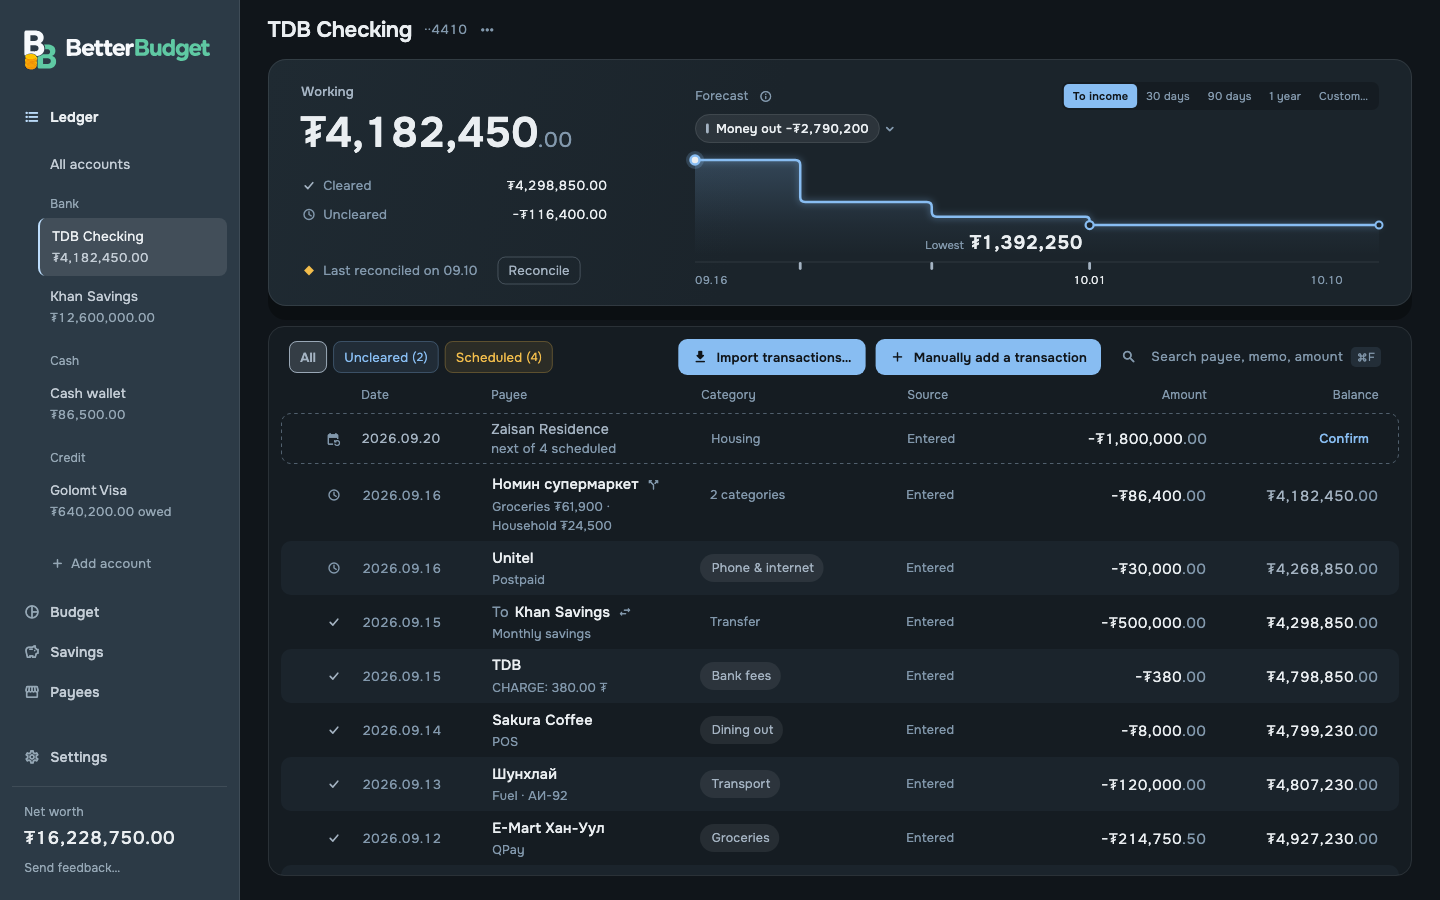 BetterBudget
Ledger
All accounts
Bank
TDB Checking
₮4,182,450.00
Khan Savings
₮12,600,000.00
Cash
Cash wallet
₮86,500.00
Credit
Golomt Visa
₮640,200.00 owed
+ Add account
Budget
Savings
Payees
Settings
Net worth
₮16,228,750.00
Send feedback...
TDB Checking ··4410 •••
Working
₮4,182,450.00
Cleared ₮4,298,850.00
Uncleared -₮116,400.00
Last reconciled on 09.10 Reconcile
Forecast
To income 30 days 90 days 1 year Custom...
Money out -₮2,790,200
Lowest ₮1,392,250
09.16 10.01 10.10
All Uncleared (2) Scheduled (4) Import transactions... + Manually add a transaction Search payee, memo, amount ⌘F
Date Payee Category Source Amount Balance
2026.09.20 Zaisan Residence Housing Entered -₮1,800,000.00 Confirm
next of 4 scheduled
2026.09.16 Номин супермаркет 2 categories Entered -₮86,400.00 ₮4,182,450.00
Groceries ₮61,900 ·
Household ₮24,500
2026.09.16 Unitel Phone & internet Entered -₮30,000.00 ₮4,268,850.00
Postpaid
2026.09.15 To Khan Savings Transfer Entered -₮500,000.00 ₮4,298,850.00
Monthly savings
2026.09.15 TDB Bank fees Entered -₮380.00 ₮4,798,850.00
CHARGE: 380.00 ₮
2026.09.14 Sakura Coffee Dining out Entered -₮8,000.00 ₮4,799,230.00
POS
2026.09.13 Шунхлай Transport Entered -₮120,000.00 ₮4,807,230.00
Fuel · АИ-92
2026.09.12 E-Mart Хан-Уул Groceries Entered -₮214,750.50 ₮4,927,230.00
QPay